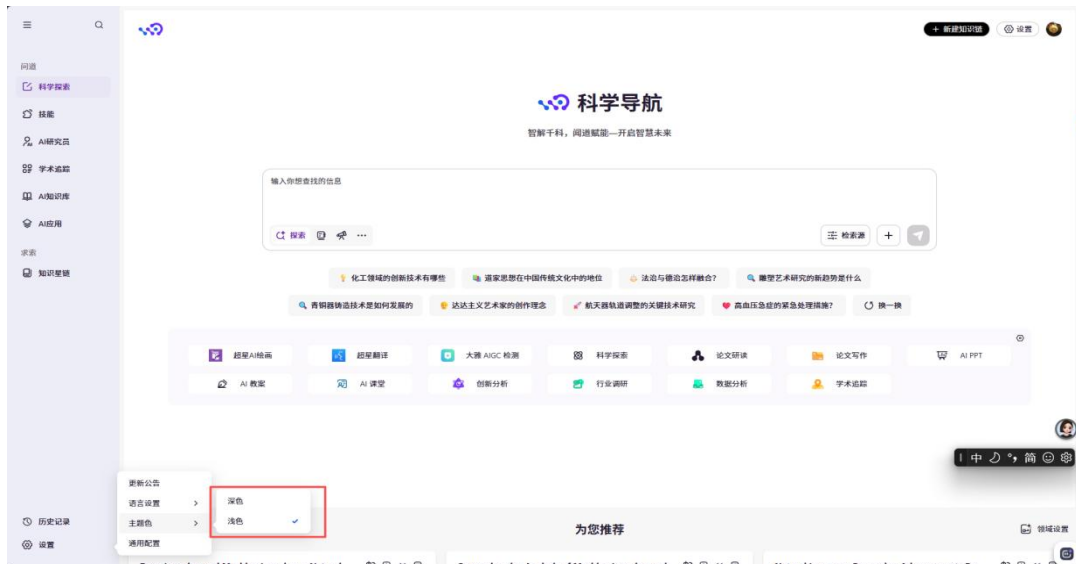 + 新建知识链
设置
问道
科学探索
技能
AI研究员
学术追踪
AI知识库
AI应用
求索
知识星链
科学导航
智解千科,闻道赋能—开启智慧未来
输入你想查找的信息
探索
检索源
化工领域的创新技术有哪些
道家思想在中国传统文化中的地位
法治与德治怎样融合?
雕塑艺术研究的新趋势是什么
青铜器铸造技术是如何发展的
达达主义艺术家的创作理念
航天器轨道调整的关键技术研究
高血压急症的紧急处理措施?
换一换
超星AI绘画
超星翻译
大雅 AIGC 检测
科学探索
论文研读
论文写作
AI PPT
AI 教案
AI 课堂
创新分析
行业调研
数据分析
学术追踪
中
简
更新公告
语言设置
主题色
通用配置
深色
浅色
历史记录
设置
为您推荐
领域设置